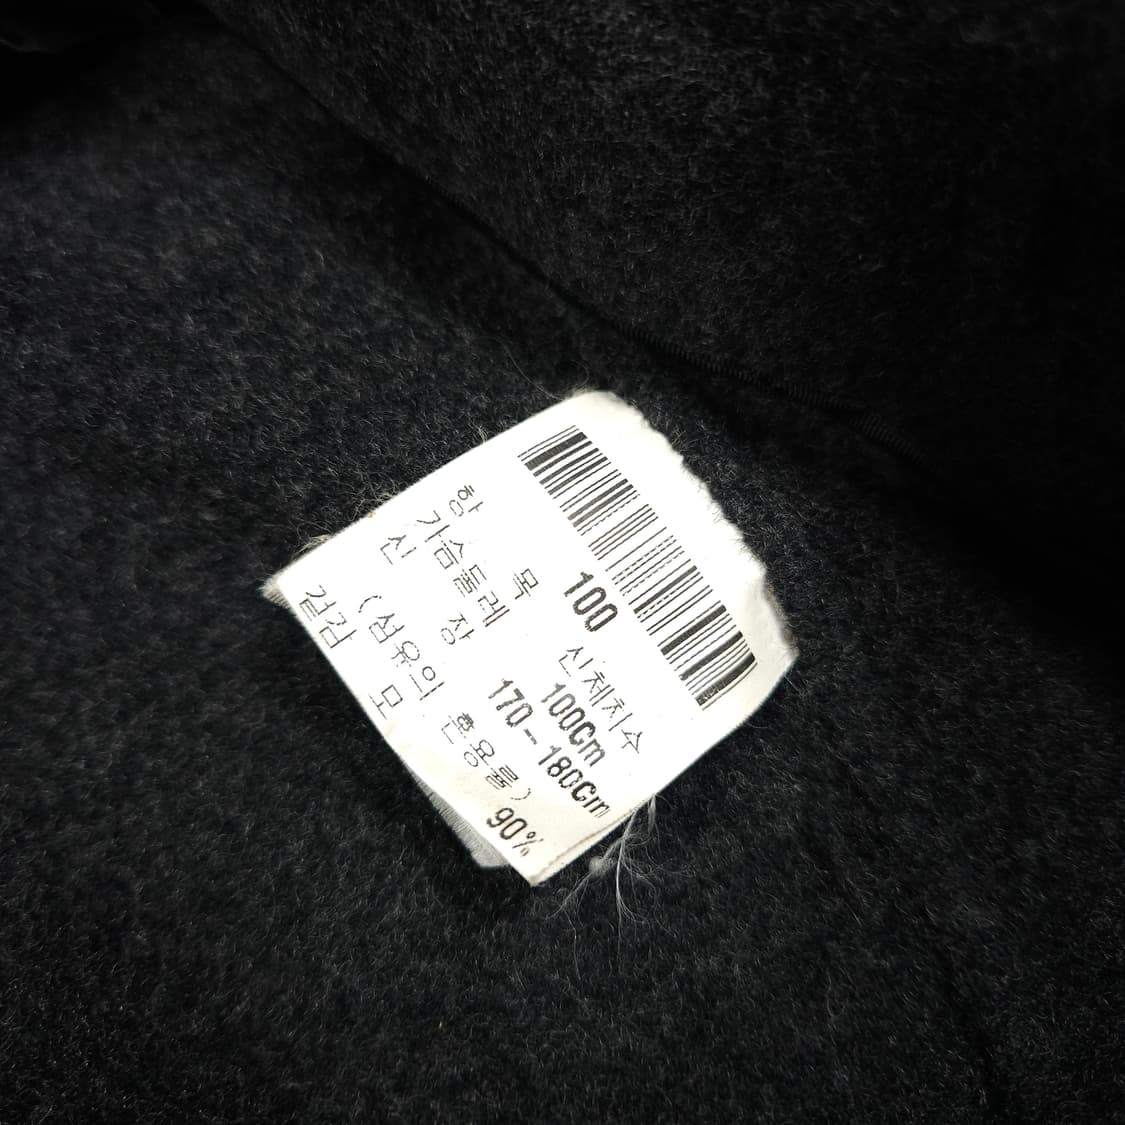 100
항 목 신체치수
가슴둘레 100Cm
신 장 170-180Cm
(섬유의 혼용률)
겉감 모 90%